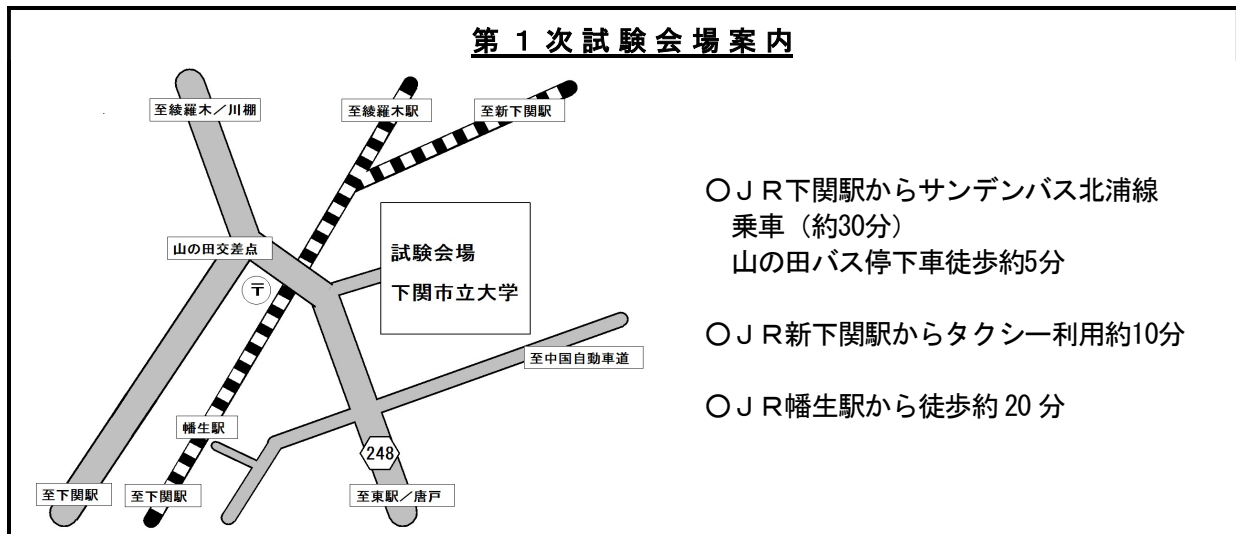 第１次試験会場案内
至綾羅木／川棚
至綾羅木駅
至新下関駅
山の田交差点
〒
試験会場
下関市立大学
至中国自動車道
幡生駅
248
至下関駅
至下関駅
至東駅／唐戸
〇ＪＲ下関駅からサンデンバス北浦線
乗車（約30分）
山の田バス停下車徒歩約5分
〇ＪＲ新下関駅からタクシー利用約10分
〇ＪＲ幡生駅から徒歩約 20 分